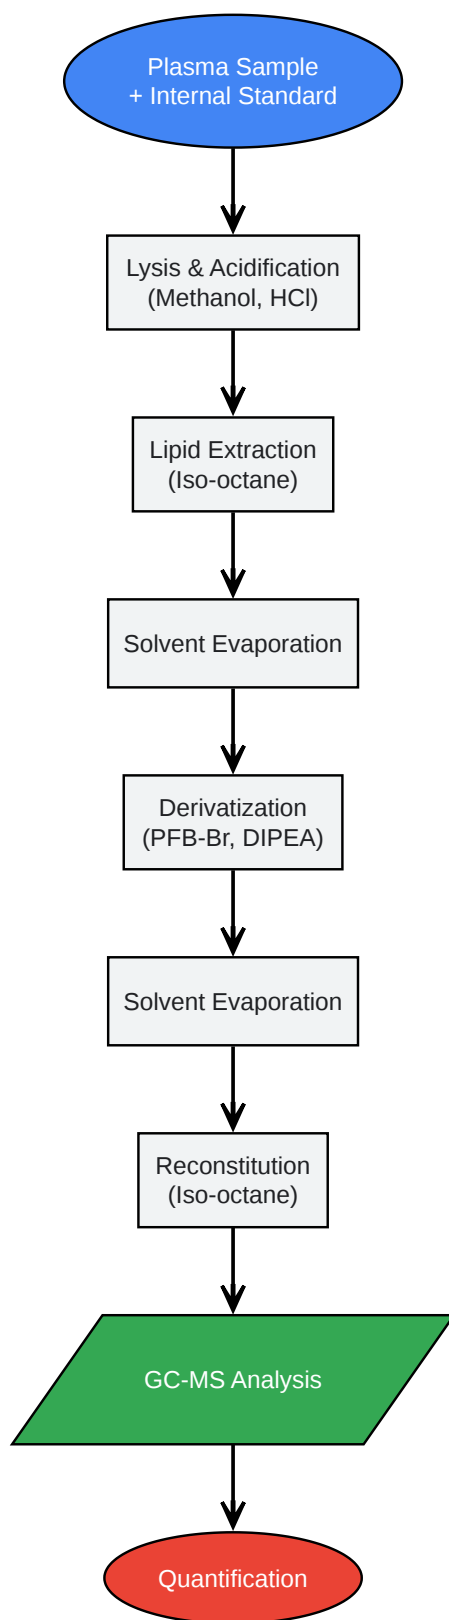 Plasma Sample
+ Internal Standard
Lysis & Acidification
(Methanol, HCl)
Lipid Extraction
(Iso-octane)
Solvent Evaporation
Derivatization
(PFB-Br, DIPEA)
Solvent Evaporation
Reconstitution
(Iso-octane)
GC-MS Analysis
Quantification